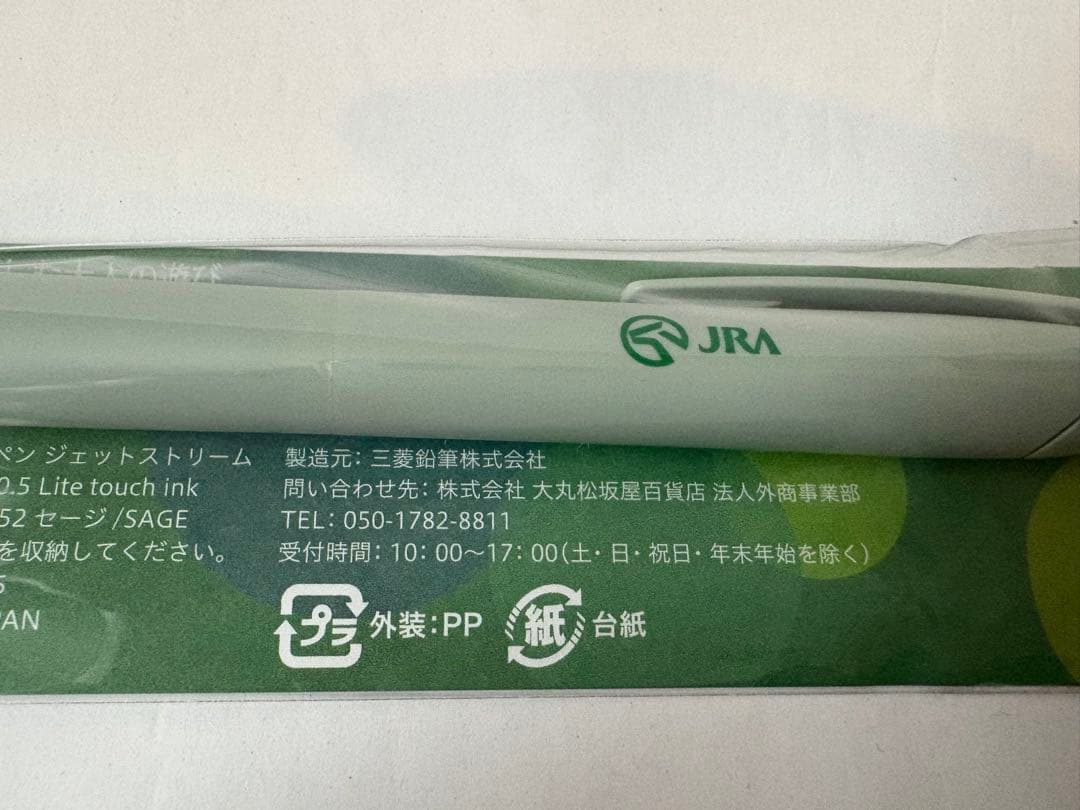 の遊び
JRA
ペン ジェットストリーム
0.5 Lite touch ink
52 セージ/SAGE
を収納してください。
製造元：三菱鉛筆株式会社
問い合わせ先：株式会社 大丸松坂屋百貨店 法人外商事業部
TEL：050-1782-8811
受付時間：10：00～17：00（土・日・祝日・年末年始を除く）
プラ 外装：PP
紙 台紙